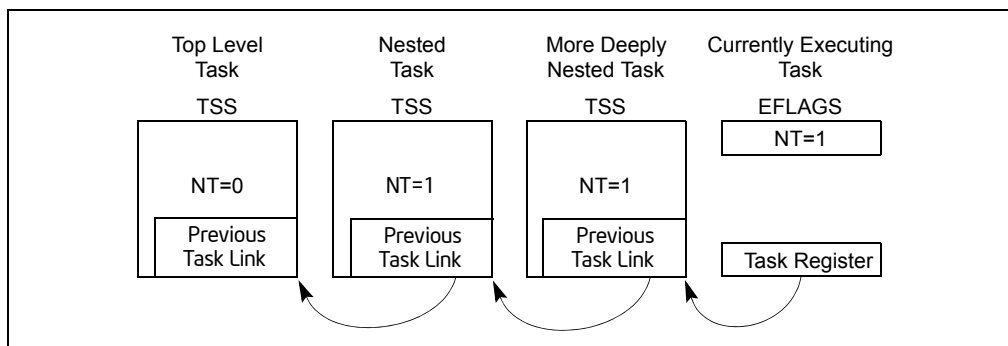 Top Level
Task
Nested
Task
More Deeply
Nested Task
Currently Executing
Task
TSS
TSS
TSS
EFLAGS
NT=1
NT=0
NT=1
NT=1
Previous
Task Link
Previous
Task Link
Previous
Task Link
Task Register